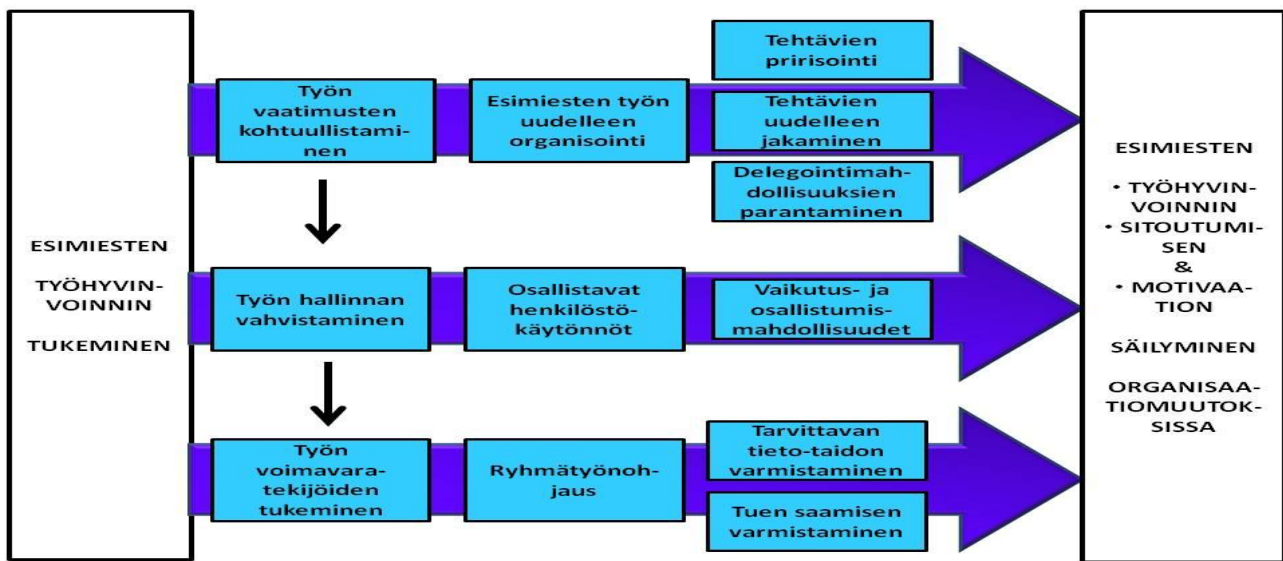 ESIMIESTEN
TYÖHYVIN-
VOINNIN
TUKEMINEN
Työn
vaatimusten
kohtuullistami-
nen
Esimiesten työn
uudelleen
organisointi
Tehtävien
pririsointi
Tehtävien
uudelleen
jakaminen
Delegointimah-
dollisuuksien
parantaminen
Työn hallinnan
vahvistaminen
Osallistavat
henkilöstö-
käytönnöt
Vaikutus- ja
osallistumis-
mahdollisuudet
Työn
voimavara-
tekijöiden
tukeminen
Ryhmätyönoh-
jaus
Tarvittavan
tieto-taidon
varmistaminen
Tuen saamisen
varmistaminen
ESIMIESTEN
• TYÖHYVIN-
VOINNIN
• SITOUTUMI-
SEN
&
• MOTIVAA-
TION
SÄILYMINEN
ORGANISAA-
TIOMUUTOK-
SISSA